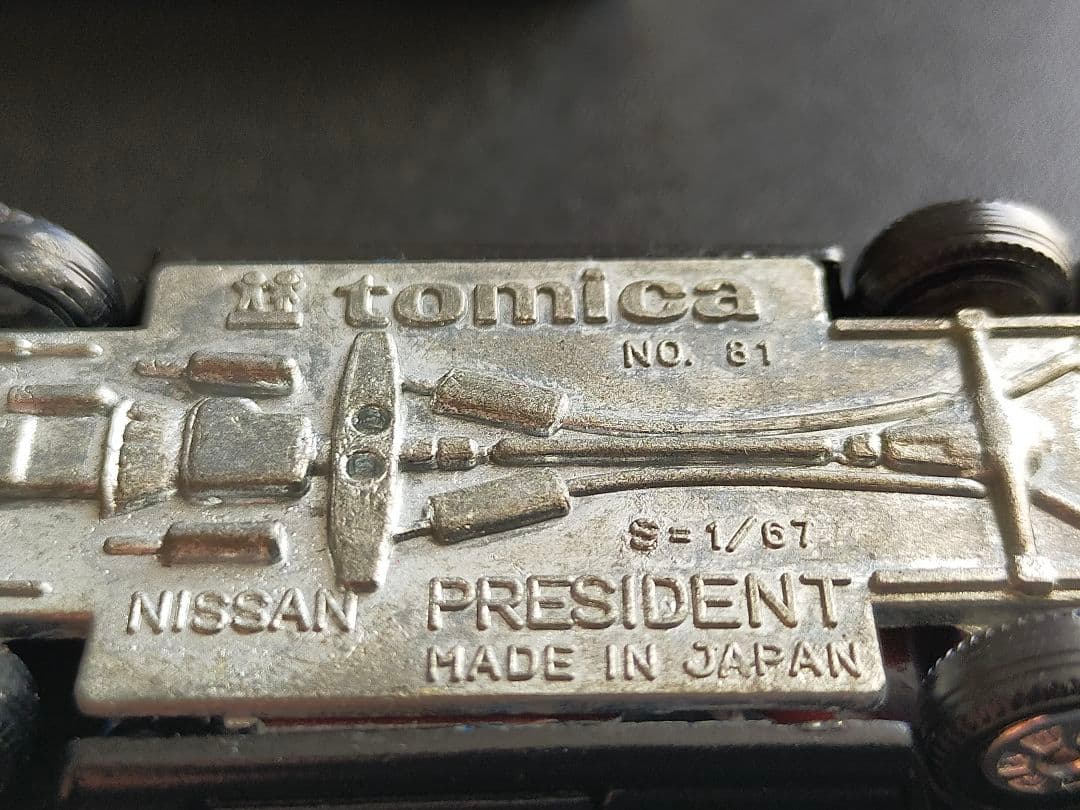 tomica
NO. 81
S=1/67
NISSAN PRESIDENT
MADE IN JAPAN